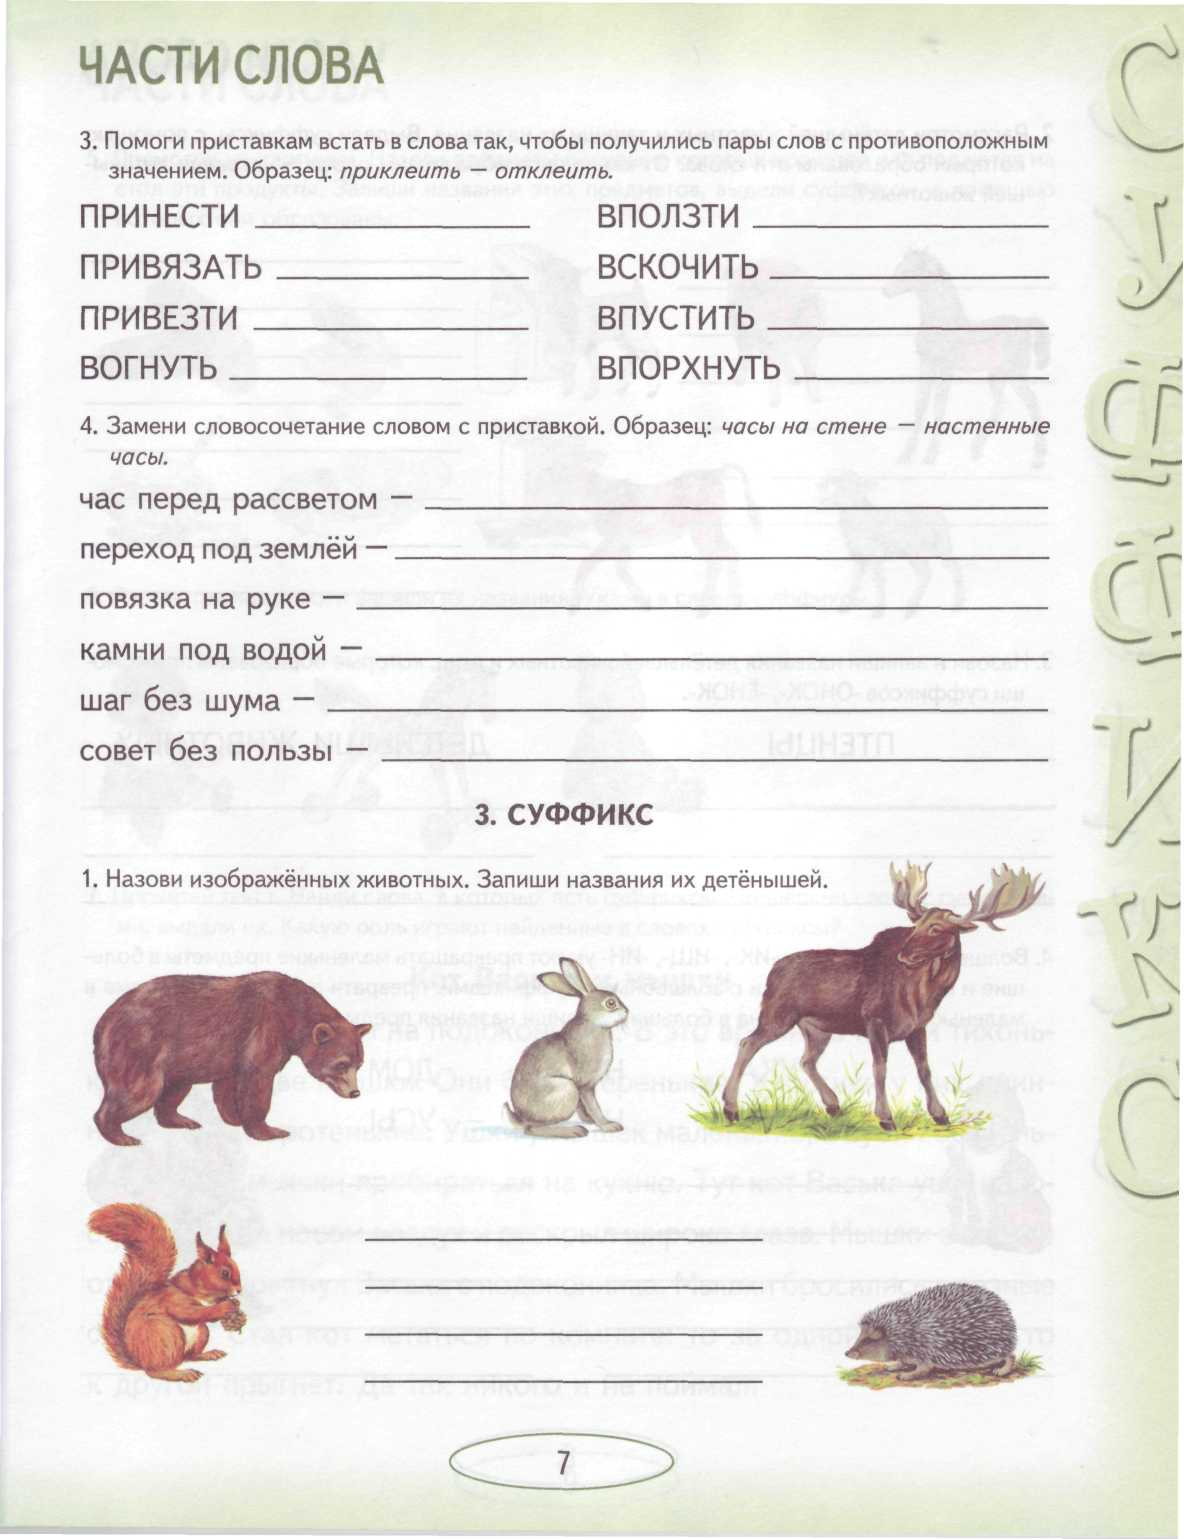 ЧАСТИ СЛОВА
3. Помоги приставкам встать в слова так, чтобы получились пары слов с противоположным
значением. Образец: приклеить — отклеить.
ПРИНЕСТИ ВПОЛЗТИ
ПРИВЯЗАТЬ ВСКОЧИТЬ
ПРИВЕЗТИ ВПУСТИТЬ
ВОГНУТЬ ВПОРХНУТЬ
4. Замени словосочетание словом с приставкой. Образец: часы на стене — настенные
часы.
час перед рассветом —
переход под землёй —
повязка на руке —
камни под водой —
шаг без шума —
совет без пользы —
3. СУФФИКС
1. Назови изображённых животных. Запиши названия их детёнышей.
7
СУФФИКС